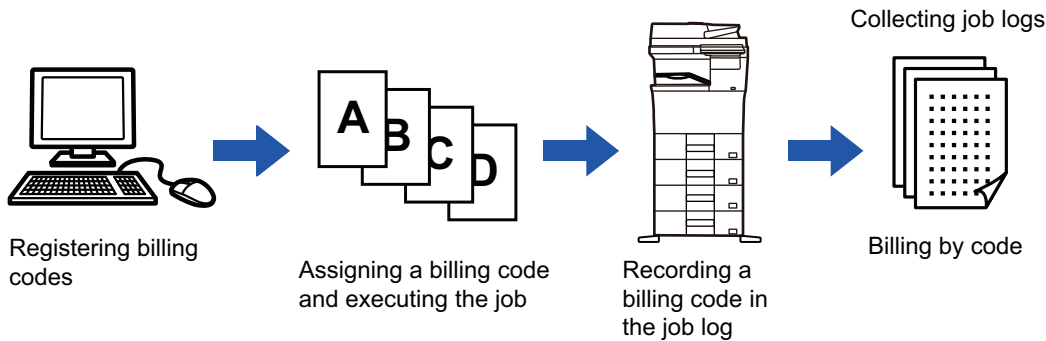 Registering billing
codes
A
B
C
D
Assigning a billing code
and executing the job
Recording a
billing code in
the job log
Collecting job logs
Billing by code